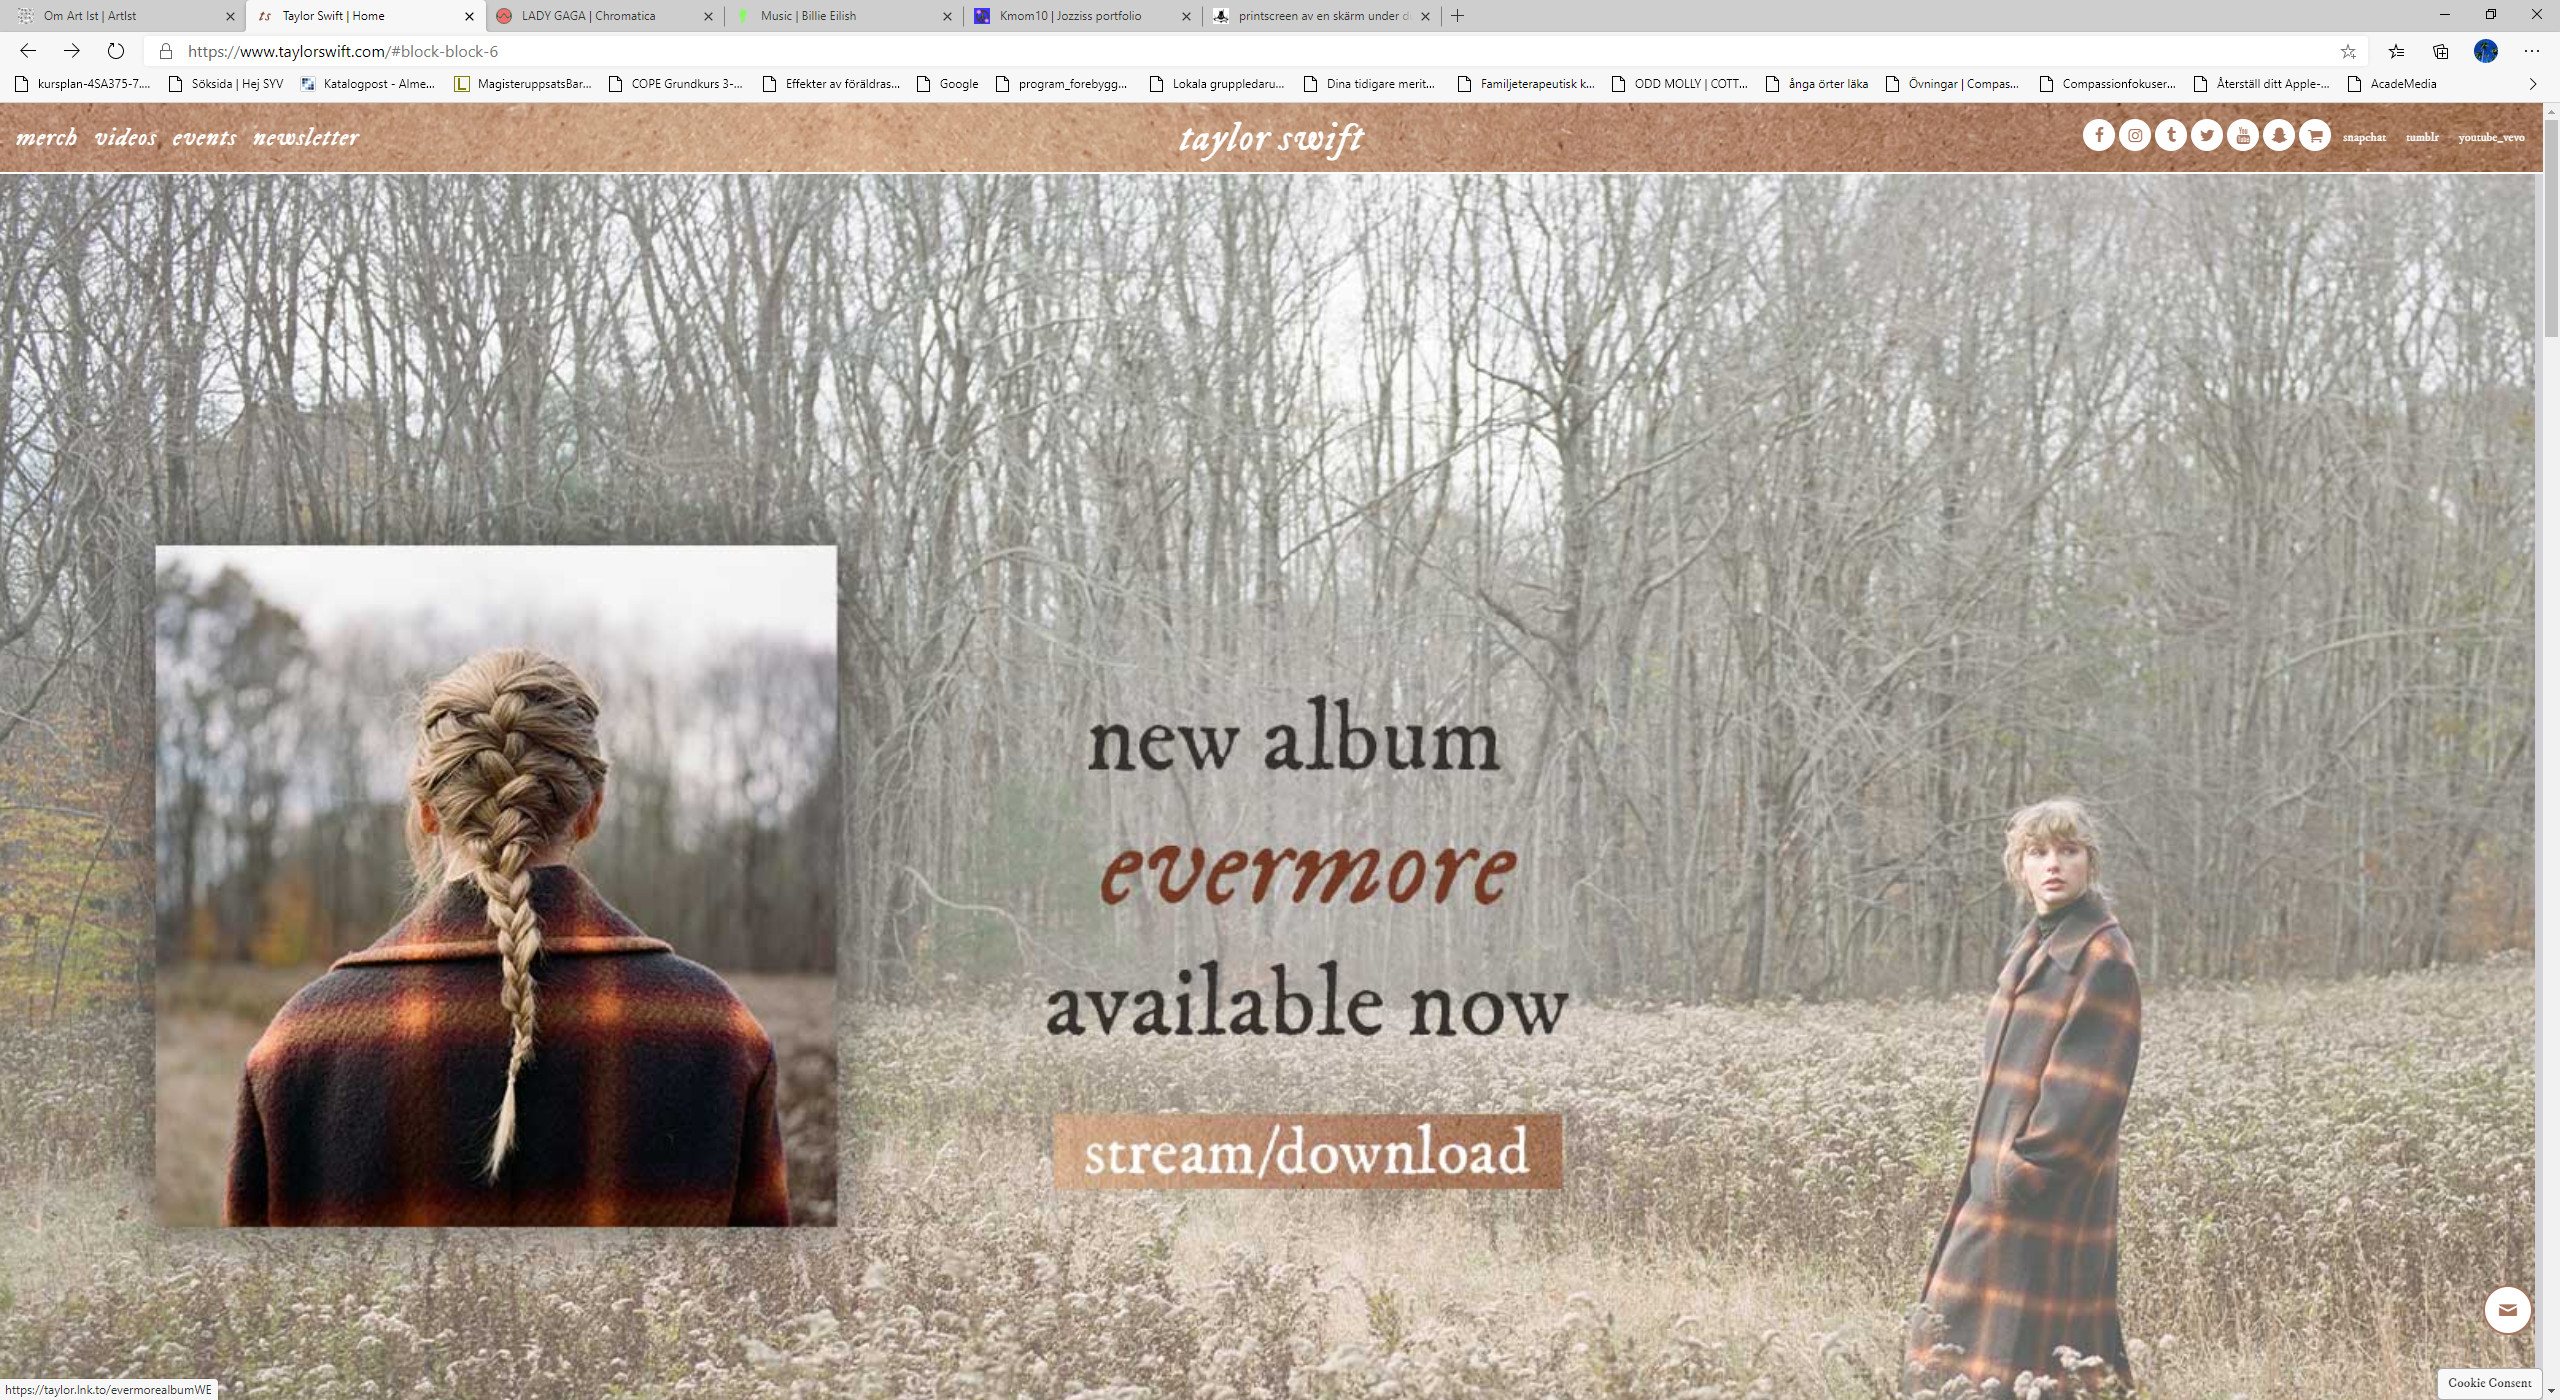 Om Art Ist | ArtIst
ts Taylor Swift | Home
LADY GAGA | Chromatica
Music | Billie Eilish
Kmom10 | Jozziss portfolio
printscreen av en skärm under d
https://www.taylorswift.com/#block-block-6
kursplan-4SA375-7....
Söksida | Hej SYV
Katalogpost - Alme...
L MagisteruppsatsBar...
COPE Grundkurs 3-...
Effekter av föräldras...
Google
program_forebygg...
Lokala gruppledaru...
Dina tidigare merit...
Familjeterapeutisk k...
ODD MOLLY | COTT...
ånga örter läka
Övningar | Compas...
Compassionfokuser...
Återställ ditt Apple-...
AcadeMedia
merch videos events newsletter
taylor swift
snapchat tumblr youtube_vevo
new album
evermore
available now
stream/download
https://taylor.lnk.to/evermorealbumWE
Cookie Consent